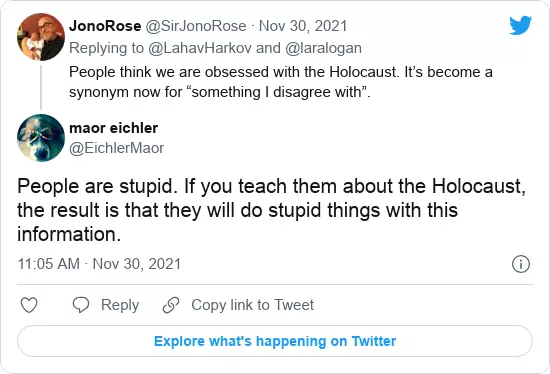 JonoRose @SirJonoRose · Nov 30, 2021
Replying to @LahavHarkov and @laralogan
People think we are obsessed with the Holocaust. It’s become a
synonym now for “something I disagree with”.
maor eichler
@EichlerMaor
People are stupid. If you teach them about the Holocaust,
the result is that they will do stupid things with this
information.
11:05 AM · Nov 30, 2021
Reply
Copy link to Tweet
Explore what's happening on Twitter